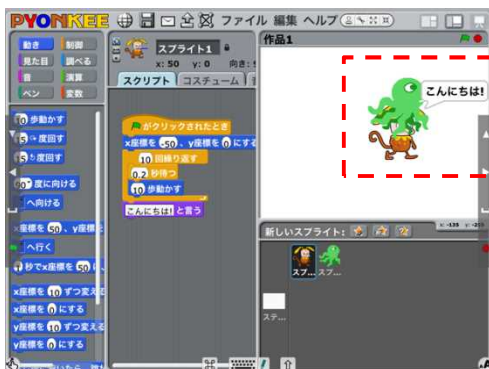 PYONKEE ファイル 編集 ヘルプ
動き 制御
見た目 調べる
音 演算
ペン 変数
10 歩動かす
15 度回す
15 度回す
90 度に向ける
へ向ける
x座標を 50 、y座標
へ行く
1 秒でx座標を 50 に
x座標を 10 ずつ変える
x座標を 0 にする
y座標を 10 ずつ変える
y座標を 0 にする
スプライト1
x: 50 y: 0 向き:
スクリプト コスチューム
がクリックされたとき
x座標を -50 、y座標を 0 にする
10 回繰り返す
0.2 秒待つ
10 歩動かす
こんにちは! と言う
作品1
こんにちは!
新しいスプライト:
スプ... スプ...
ステ...